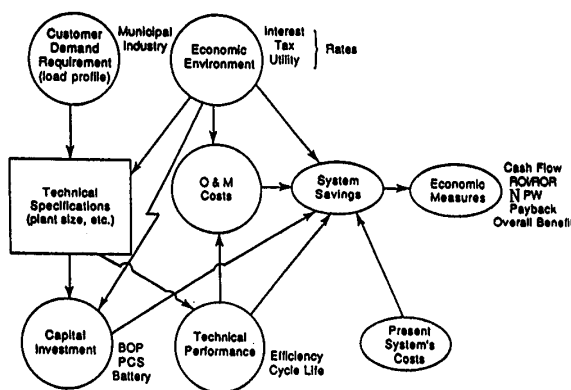 Customer
Demand
Requirement
(load profile)
Municipal
Industry
Economic
Environment
Interest
Tax
Utility
Rates
Technical
Specifications
(plant size, etc.)
O & M
Costs
System
Savings
Economic
Measures
Cash Flow
ROI/ROR
N PW
Payback
Overall Benefit
Capital
Investment
BOP
PCS
Battery
Technical
Performance
Efficiency
Cycle Life
Present
System's
Costs